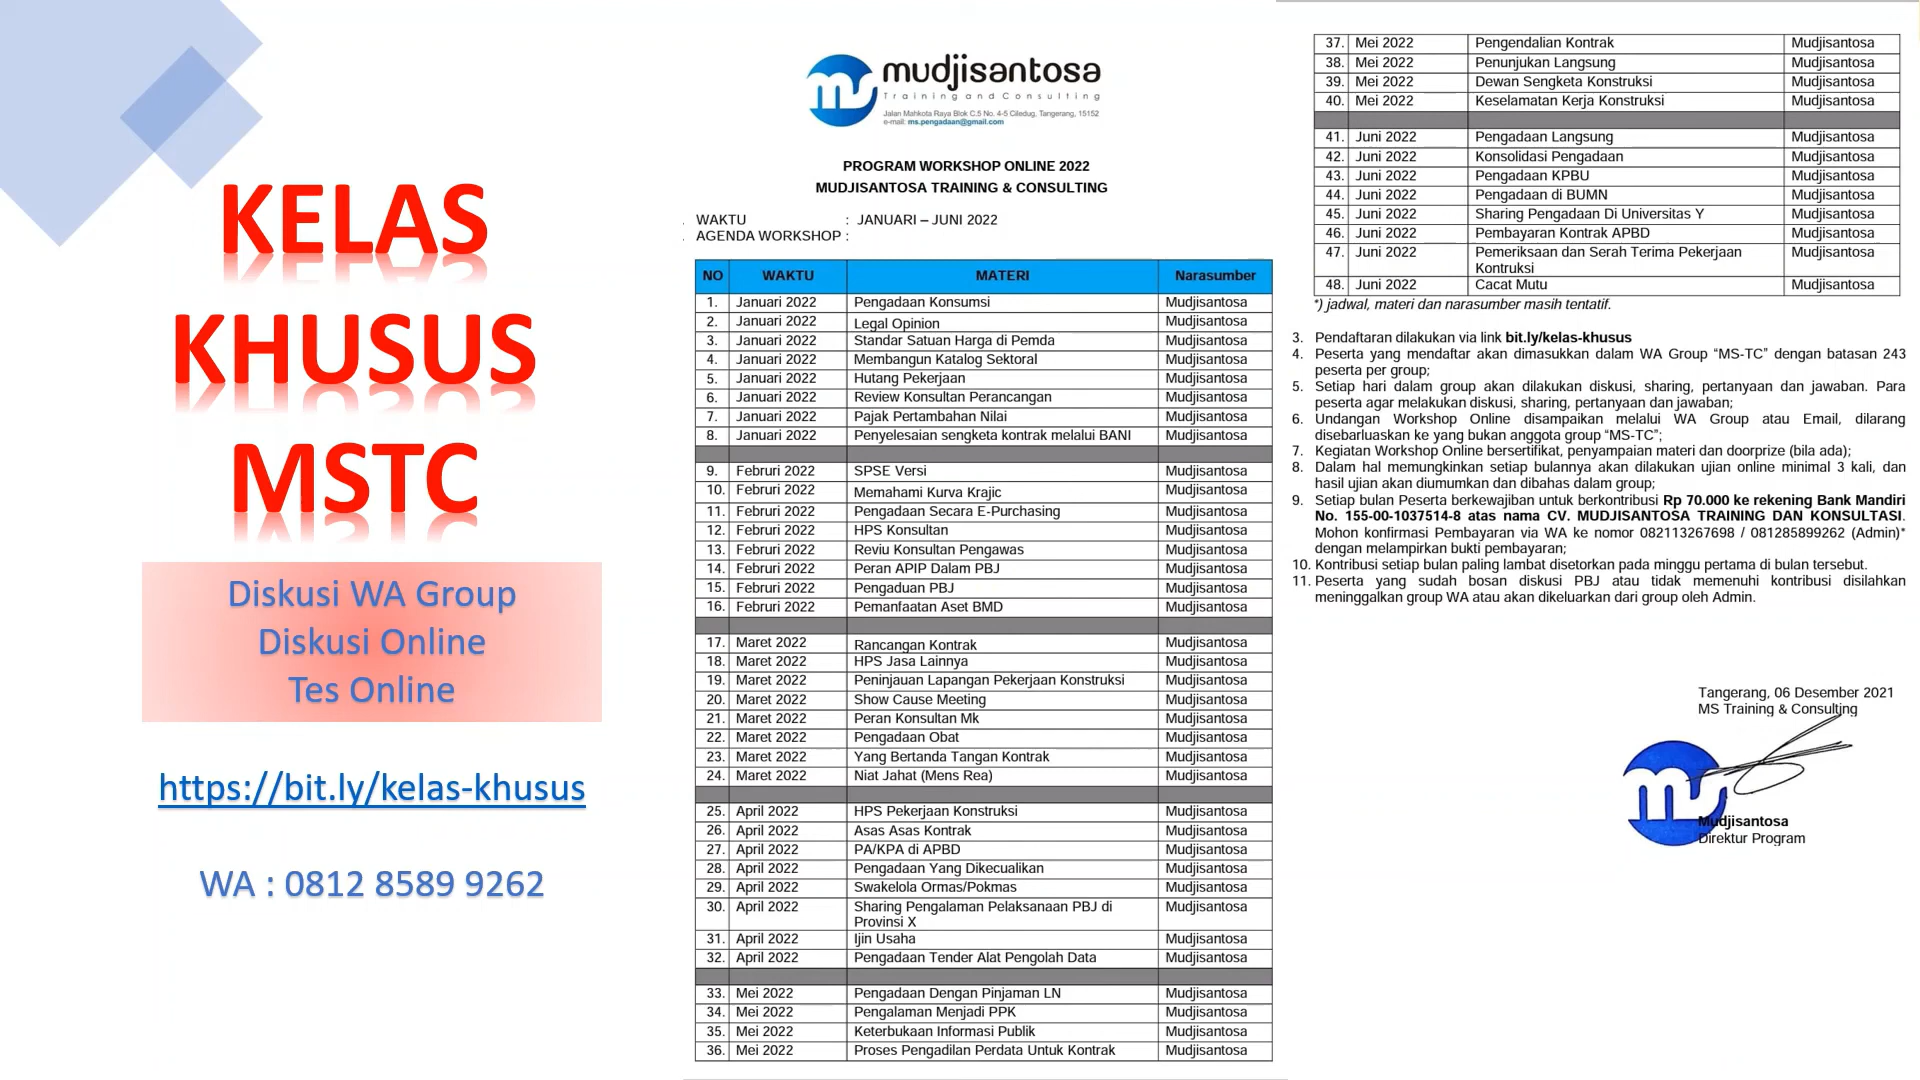 KELAS
KHUSUS
MSTC
Diskusi WA Group
Diskusi Online
Tes Online
https://bit.ly/kelas-khusus
WA : 0812 8589 9262
mudjisantosa
Training and Consulting
Jalan Mahkota Raya Blok C.5 No. 4-5 Ciledug, Tangerang, 15152
e-mail: ms.pengadaan@gmail.com
PROGRAM WORKSHOP ONLINE 2022
MUDJISANTOSA TRAINING & CONSULTING
. WAKTU : JANUARI – JUNI 2022
. AGENDA WORKSHOP :
NO WAKTU MATERI Narasumber
1. Januari 2022 Pengadaan Konsumsi Mudjisantosa
2. Januari 2022 Legal Opinion Mudjisantosa
3. Januari 2022 Standar Satuan Harga di Pemda Mudjisantosa
4. Januari 2022 Membangun Katalog Sektoral Mudjisantosa
5. Januari 2022 Hutang Pekerjaan Mudjisantosa
6. Januari 2022 Review Konsultan Perancangan Mudjisantosa
7. Januari 2022 Pajak Pertambahan Nilai Mudjisantosa
8. Januari 2022 Penyelesaian sengketa kontrak melalui BANI Mudjisantosa
9. Februri 2022 SPSE Versi Mudjisantosa
10. Februri 2022 Memahami Kurva Krajic Mudjisantosa
11. Februri 2022 Pengadaan Secara E-Purchasing Mudjisantosa
12. Februri 2022 HPS Konsultan Mudjisantosa
13. Februri 2022 Reviu Konsultan Pengawas Mudjisantosa
14. Februri 2022 Peran APIP Dalam PBJ Mudjisantosa
15. Februri 2022 Pengaduan PBJ Mudjisantosa
16. Februri 2022 Pemanfaatan Aset BMD Mudjisantosa
17. Maret 2022 Rancangan Kontrak Mudjisantosa
18. Maret 2022 HPS Jasa Lainnya Mudjisantosa
19. Maret 2022 Peninjauan Lapangan Pekerjaan Konstruksi Mudjisantosa
20. Maret 2022 Show Cause Meeting Mudjisantosa
21. Maret 2022 Peran Konsultan Mk Mudjisantosa
22. Maret 2022 Pengadaan Obat Mudjisantosa
23. Maret 2022 Yang Bertanda Tangan Kontrak Mudjisantosa
24. Maret 2022 Niat Jahat (Mens Rea) Mudjisantosa
25. April 2022 HPS Pekerjaan Konstruksi Mudjisantosa
26. April 2022 Asas Asas Kontrak Mudjisantosa
27. April 2022 PA/KPA di APBD Mudjisantosa
28. April 2022 Pengadaan Yang Dikecualikan Mudjisantosa
29. April 2022 Swakelola Ormas/Pokmas Mudjisantosa
30. April 2022 Sharing Pengalaman Pelaksanaan PBJ di Mudjisantosa
Provinsi X
31. April 2022 Ijin Usaha Mudjisantosa
32. April 2022 Pengadaan Tender Alat Pengolah Data Mudjisantosa
33. Mei 2022 Pengadaan Dengan Pinjaman LN Mudjisantosa
34. Mei 2022 Pengalaman Menjadi PPK Mudjisantosa
35. Mei 2022 Keterbukaan Informasi Publik Mudjisantosa
36. Mei 2022 Proses Pengadilan Perdata Untuk Kontrak Mudjisantosa
37. Mei 2022 Pengendalian Kontrak Mudjisantosa
38. Mei 2022 Penunjukan Langsung Mudjisantosa
39. Mei 2022 Dewan Sengketa Konstruksi Mudjisantosa
40. Mei 2022 Keselamatan Kerja Konstruksi Mudjisantosa
41. Juni 2022 Pengadaan Langsung Mudjisantosa
42. Juni 2022 Konsolidasi Pengadaan Mudjisantosa
43. Juni 2022 Pengadaan KPBU Mudjisantosa
44. Juni 2022 Pengadaan di BUMN Mudjisantosa
45. Juni 2022 Sharing Pengadaan Di Universitas Y Mudjisantosa
46. Juni 2022 Pembayaran Kontrak APBD Mudjisantosa
47. Juni 2022 Pemeriksaan dan Serah Terima Pekerjaan Mudjisantosa
Kontruksi
48. Juni 2022 Cacat Mutu Mudjisantosa
*) jadwal, materi dan narasumber masih tentatif.
3. Pendaftaran dilakukan via link bit.ly/kelas-khusus
4. Peserta yang mendaftar akan dimasukkan dalam WA Group “MS-TC” dengan batasan 243
peserta per group;
5. Setiap hari dalam group akan dilakukan diskusi, sharing, pertanyaan dan jawaban. Para
peserta agar melakukan diskusi, sharing, pertanyaan dan jawaban;
6. Undangan Workshop Online disampaikan melalui WA Group atau Email, dilarang
disebarluaskan ke yang bukan anggota group “MS-TC”;
7. Kegiatan Workshop Online bersertifikat, penyampaian materi dan doorprize (bila ada);
8. Dalam hal memungkinkan setiap bulannya akan dilakukan ujian online minimal 3 kali, dan
hasil ujian akan diumumkan dan dibahas dalam group;
9. Setiap bulan Peserta berkewajiban untuk berkontribusi Rp 70.000 ke rekening Bank Mandiri
No. 155-00-1037514-8 atas nama CV. MUDJISANTOSA TRAINING DAN KONSULTASI.
Mohon konfirmasi Pembayaran via WA ke nomor 082113267698 / 081285899262 (Admin)*
dengan melampirkan bukti pembayaran;
10. Kontribusi setiap bulan paling lambat disetorkan pada minggu pertama di bulan tersebut.
11. Peserta yang sudah bosan diskusi PBJ atau tidak memenuhi kontribusi disilahkan
meninggalkan group WA atau akan dikeluarkan dari group oleh Admin.
Tangerang, 06 Desember 2021
MS Training & Consulting
Mudjisantosa
Direktur Program